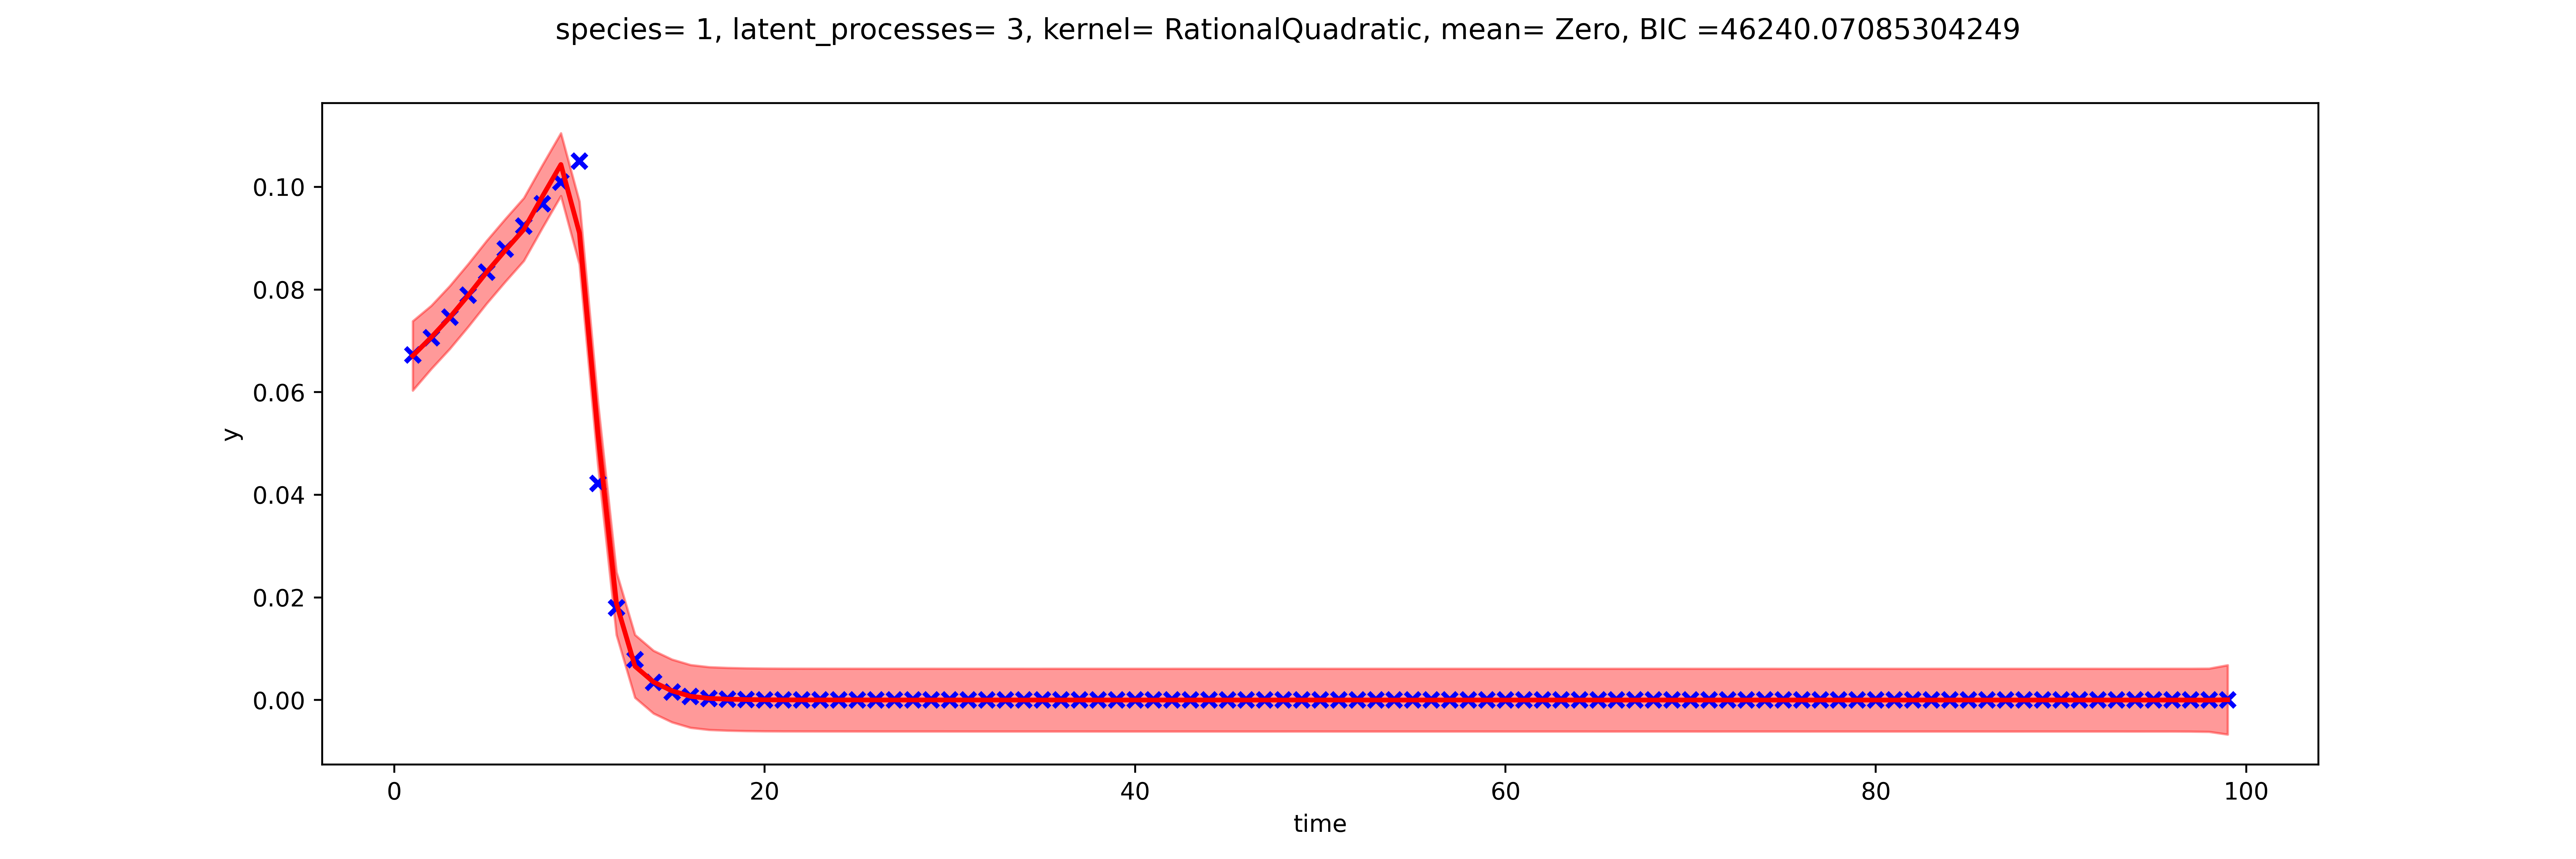 species= 1, latent_processes= 3, kernel= RationalQuadratic, mean= Zero, BIC =46240.07085304249
0.10
0.08
0.06
0.04
0.02
0.00
y
0 20 40 60 80 100
time